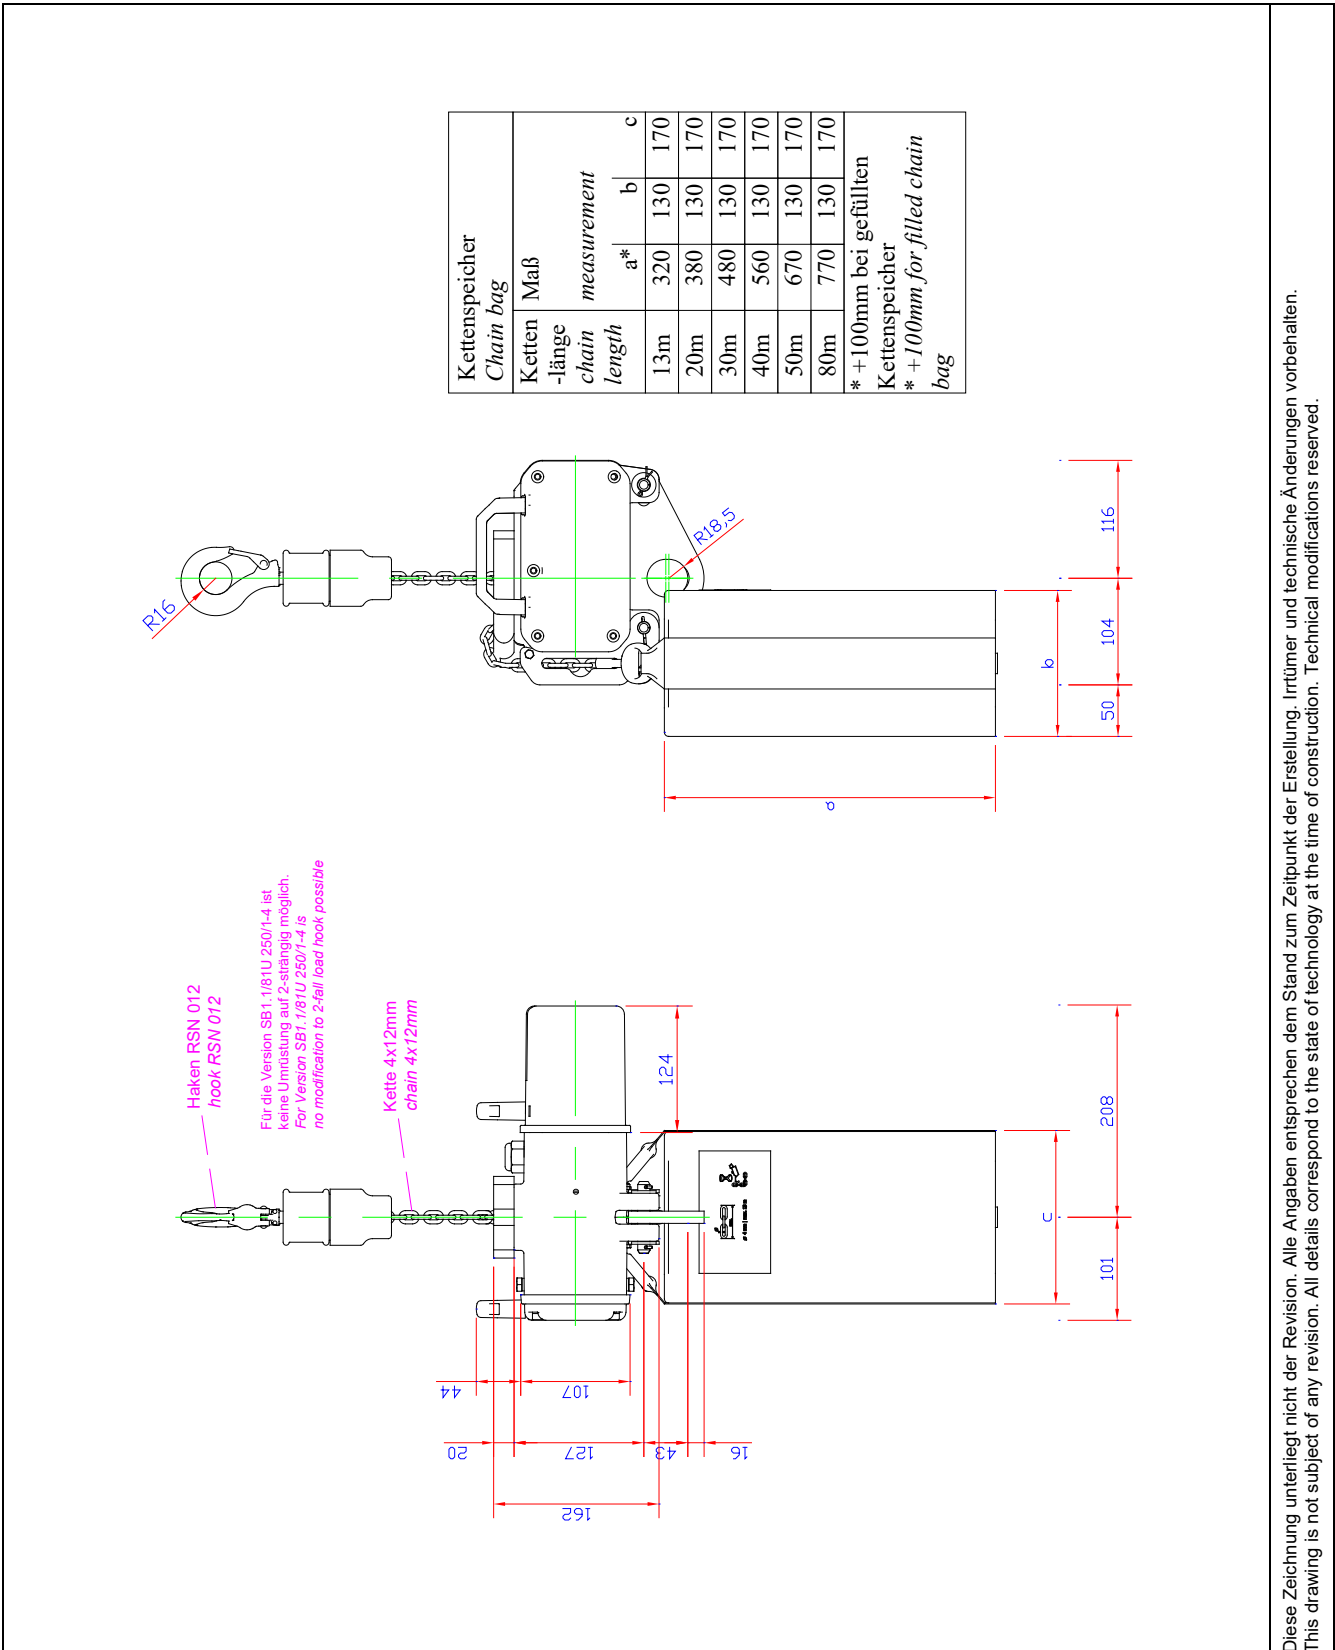 Haken RSN 012
hook RSN 012
Für die Version SB1.1/81U 250/1-4 ist
keine Umrüstung auf 2-strängig möglich.
For Version SB1.1/81U 250/1-4 is
no modification to 2-fall load hook possible
Kette 4x12mm
chain 4x12mm
R16
R18,5
44
107
20
127
43
16
162
124
208
101
c
a
b
116
104
50
Kettenspeicher
Chain bag
Ketten Maß
-länge
chain measurement
length a* b c
13m 320 130 170
20m 380 130 170
30m 480 130 170
40m 560 130 170
50m 670 130 170
80m 770 130 170
* +100mm bei gefüllten
Kettenspeicher
* +100mm for filled chain
bag
Diese Zeichnung unterliegt nicht der Revision. Alle Angaben entsprechen dem Stand zum Zeitpunkt der Erstellung. Irrtümer und technische Änderungen vorbehalten.
This drawing is not subject of any revision. All details correspond to the state of technology at the time of construction. Technical modifications reserved.